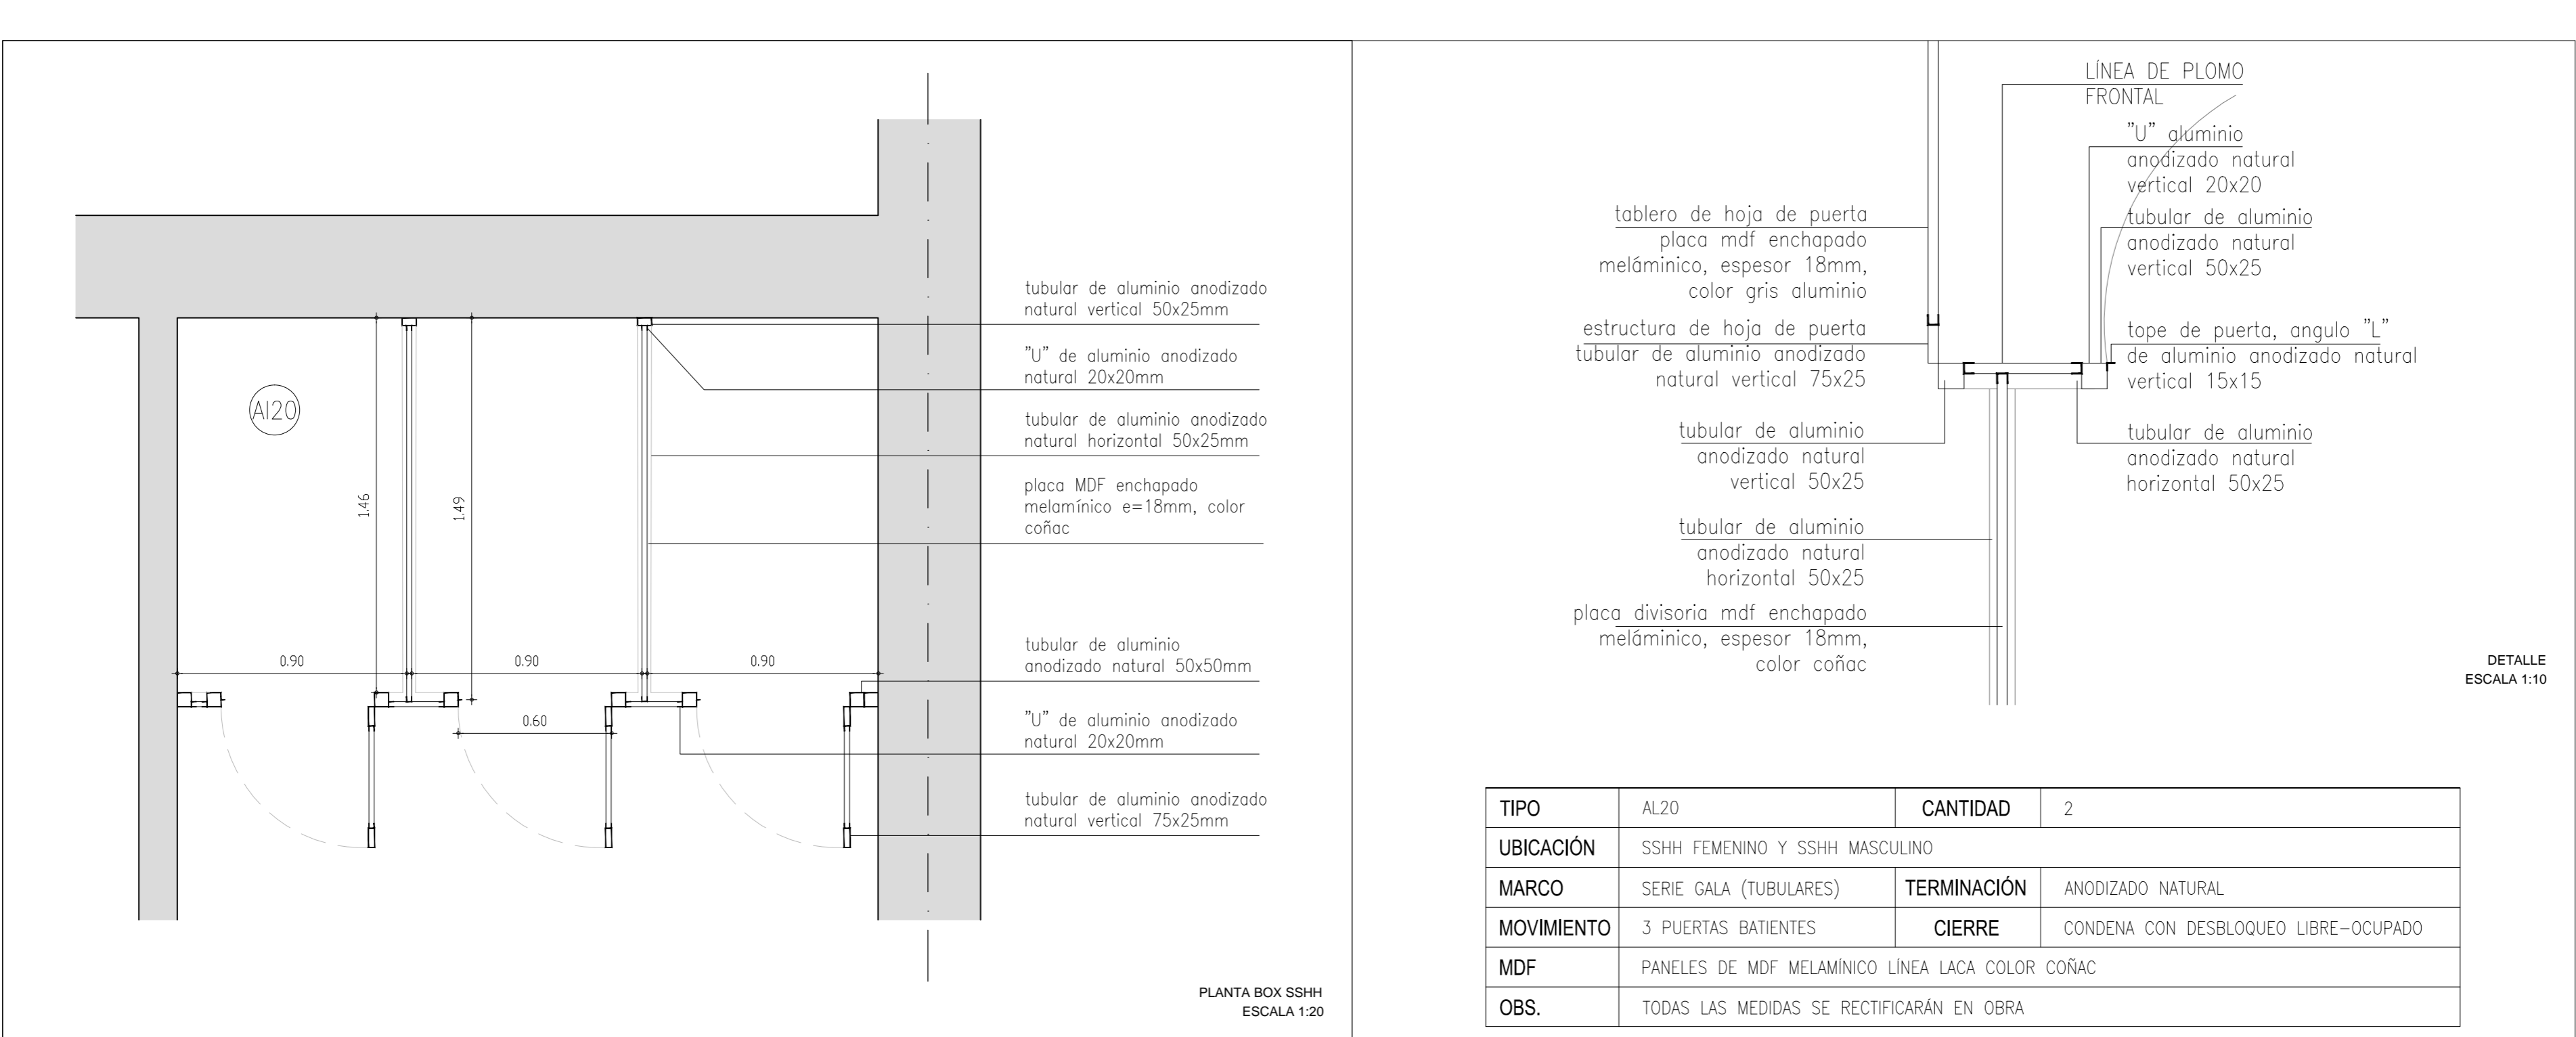 tubular de aluminio anodizado
natural vertical 50x25mm
"U" de aluminio anodizado
natural 20x20mm
tubular de aluminio anodizado
natural horizontal 50x25mm
placa MDF enchapado
melamínico e=18mm, color
coñac
tubular de aluminio
anodizado natural 50x50mm
"U" de aluminio anodizado
natural 20x20mm
tubular de aluminio anodizado
natural vertical 75x25mm
Al20
1.46
1.49
0.90
0.90
0.90
0.60
PLANTA BOX SSHH
ESCALA 1:20
tablero de hoja de puerta
placa mdf enchapado
meláminico, espesor 18mm,
color gris aluminio
estructura de hoja de puerta
tubular de aluminio anodizado
natural vertical 75x25
tubular de aluminio
anodizado natural
vertical 50x25
tubular de aluminio
anodizado natural
horizontal 50x25
placa divisoria mdf enchapado
meláminico, espesor 18mm,
color coñac
LÍNEA DE PLOMO
FRONTAL
"U" aluminio
anodizado natural
vertical 20x20
tubular de aluminio
anodizado natural
vertical 50x25
tope de puerta, angulo "L"
de aluminio anodizado natural
vertical 15x15
tubular de aluminio
anodizado natural
horizontal 50x25
DETALLE
ESCALA 1:10
TIPO AL20 CANTIDAD 2
UBICACIÓN SSHH FEMENINO Y SSHH MASCULINO
MARCO SERIE GALA (TUBULARES) TERMINACIÓN ANODIZADO NATURAL
MOVIMIENTO 3 PUERTAS BATIENTES CIERRE CONDENA CON DESBLOQUEO LIBRE-OCUPADO
MDF PANELES DE MDF MELAMÍNICO LÍNEA LACA COLOR COÑAC
OBS. TODAS LAS MEDIDAS SE RECTIFICARÁN EN OBRA